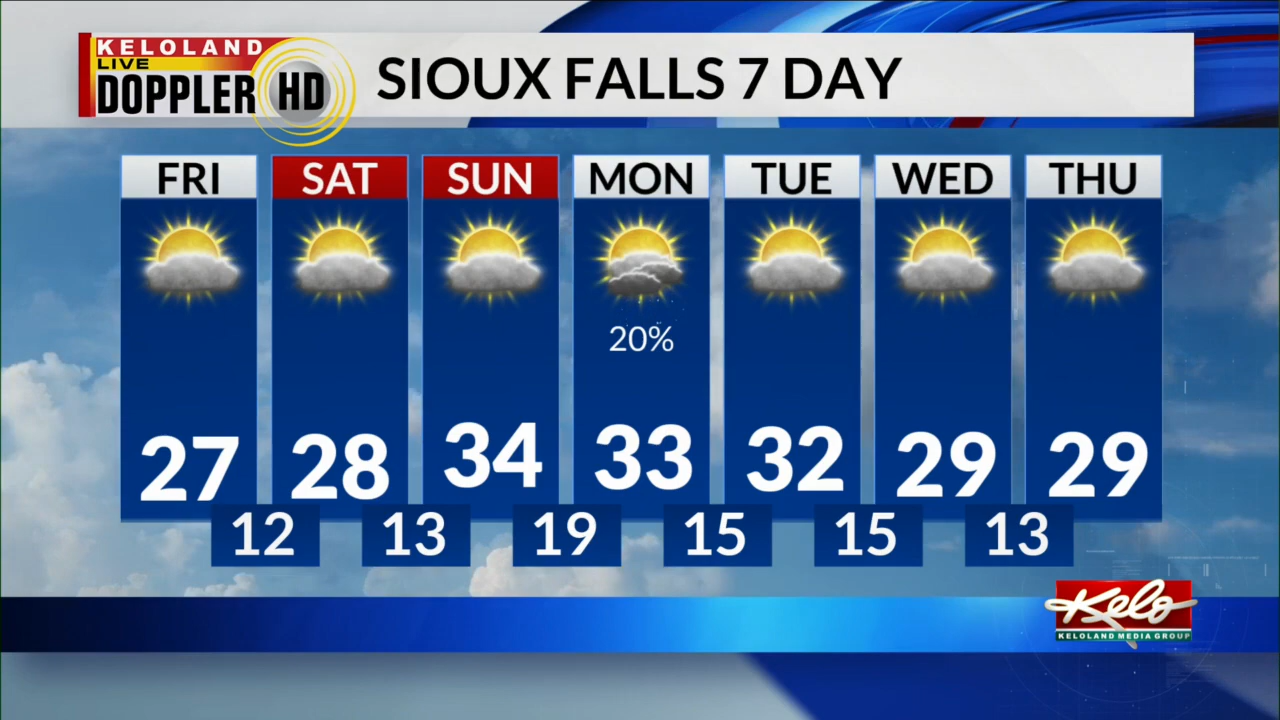 KELOLAND
LIVE
DOPPLER HD
SIOUX FALLS 7 DAY
FRI SAT SUN MON TUE WED THU
20%
27 28 34 33 32 29 29
12 13 19 15 15 13
Kelo
KELOLAND MEDIA GROUP